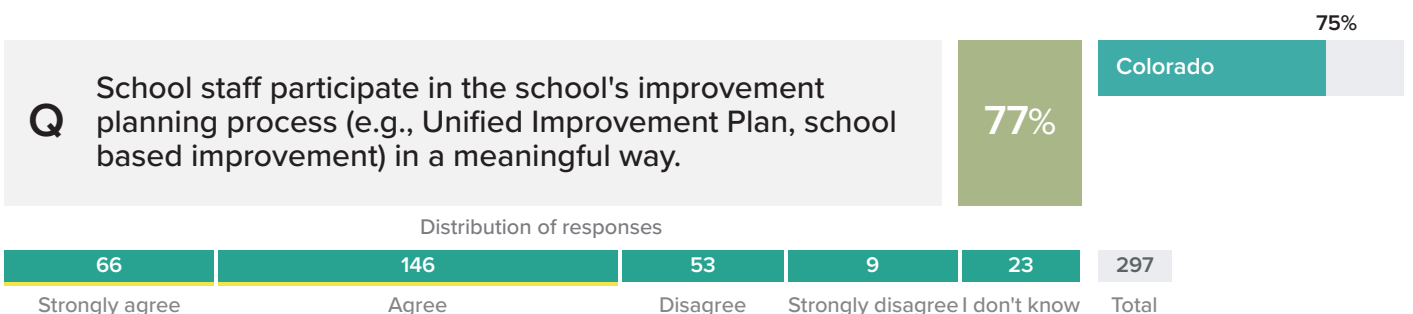 75%
Q
School staff participate in the school's improvement
planning process (e.g., Unified Improvement Plan, school
based improvement) in a meaningful way.
77%
Colorado
Distribution of responses
66 146 53 9 23 297
Strongly agree Agree Disagree Strongly disagree I don't know Total